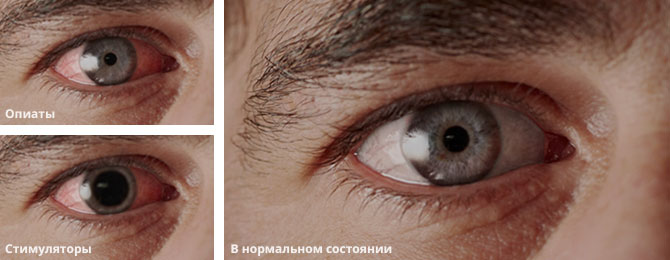 Опиаты
Стимуляторы
В нормальном состоянии